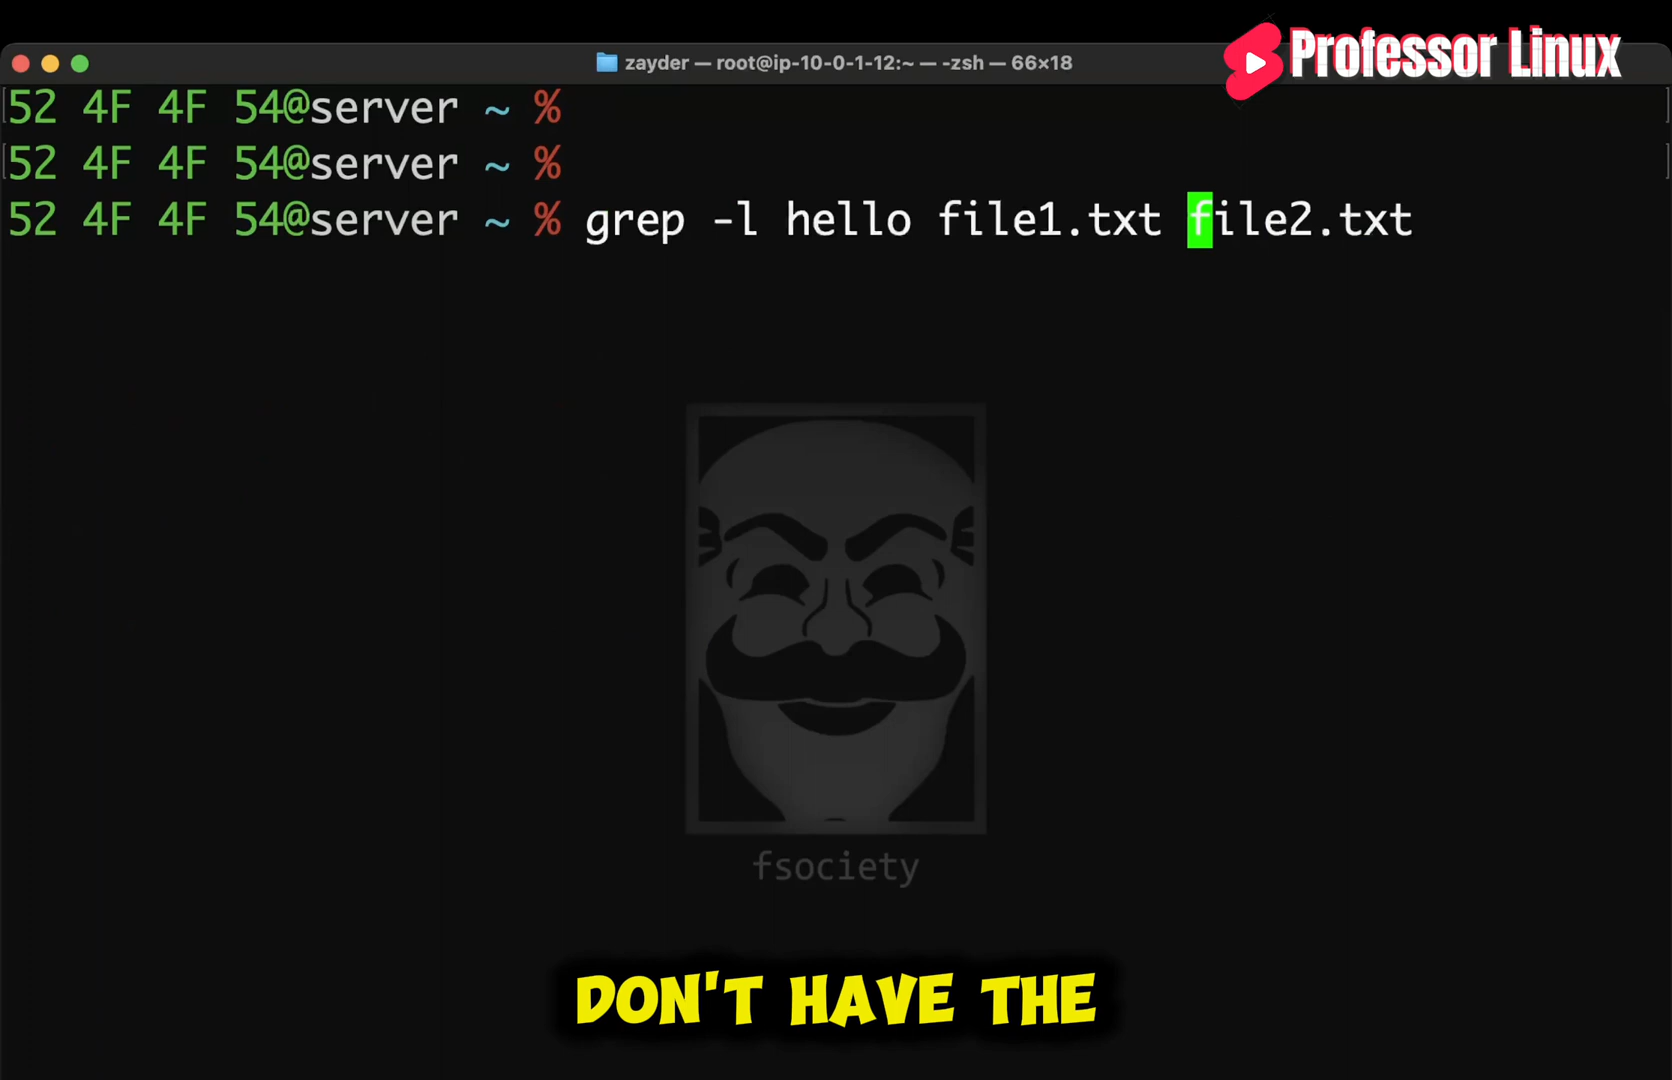 Professor Linux
zayder — root@ip-10-0-1-12:~ — -zsh — 66×18
52 4F 4F 54@server ~ %
52 4F 4F 54@server ~ %
52 4F 4F 54@server ~ % grep -l hello file1.txt file2.txt
fsociety
DON'T HAVE THE